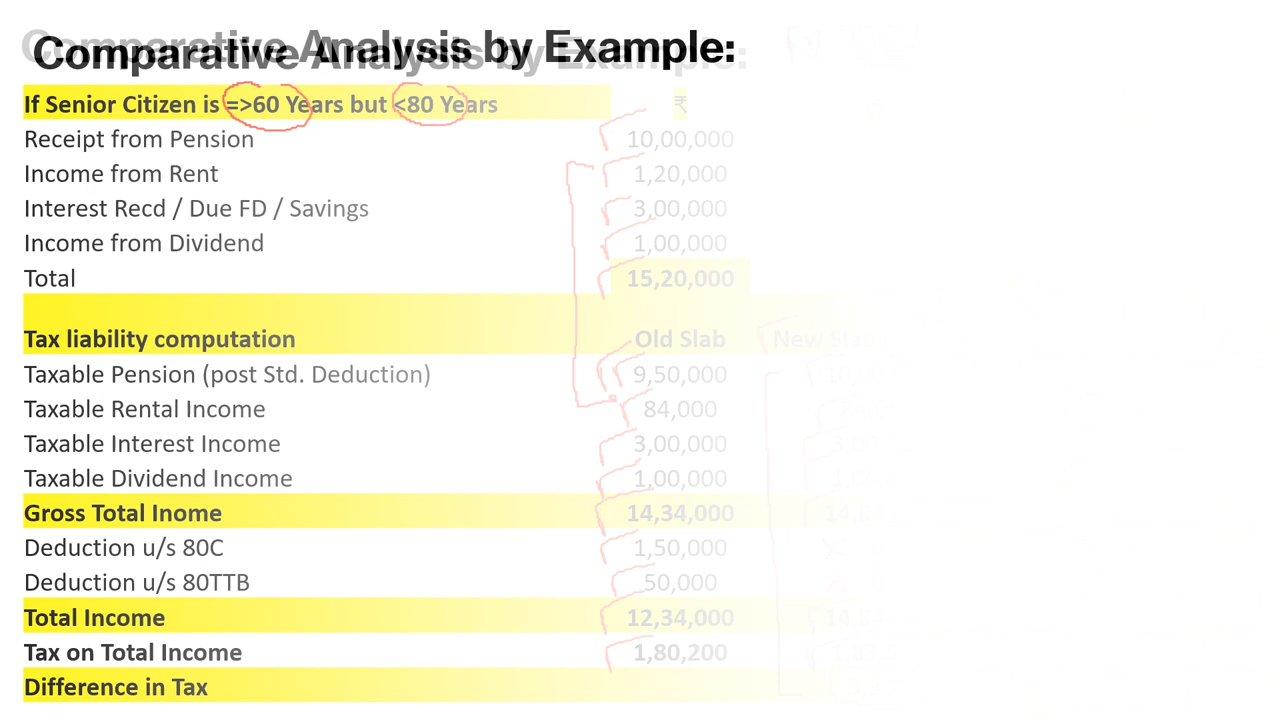 Comparative Analysis by Example:
If Senior Citizen is =>60 Years but <80 Years ₹
Receipt from Pension 10,00,000
Income from Rent 1,20,000
Interest Recd / Due FD / Savings 3,00,000
Income from Dividend 1,00,000
Total 15,20,000
Tax liability computation Old Slab New Slab
Taxable Pension (post Std. Deduction) 9,50,000
Taxable Rental Income 84,000
Taxable Interest Income 3,00,000
Taxable Dividend Income 1,00,000
Gross Total Inome 14,34,000
Deduction u/s 80C 1,50,000
Deduction u/s 80TTB 50,000
Total Income 12,34,000
Tax on Total Income 1,80,200
Difference in Tax